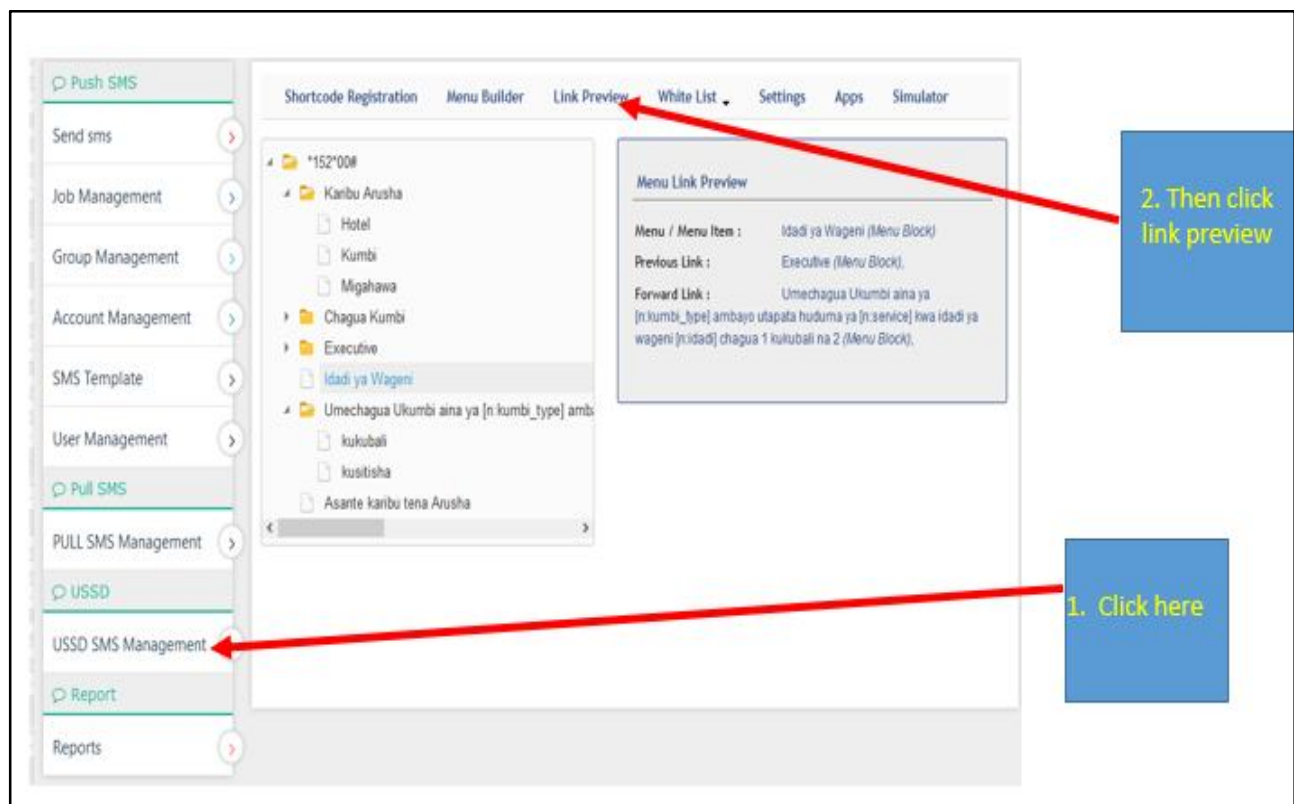 Push SMS
Send sms
Job Management
Group Management
Account Management
SMS Template
User Management
Pull SMS
PULL SMS Management
USSD
USSD SMS Management
Report
Reports
Shortcode Registration Menu Builder Link Preview White List Settings Apps Simulator
*152*00#
Karibu Arusha
Hotel
Kumbi
Migahawa
Chagua Kumbi
Executive
Idadi ya Wageni
Umechagua Ukumbi aina ya [n:kumbi_type] amb
kukubali
kusitisha
Asante karibu tena Arusha
Menu Link Preview
Menu / Menu Item : Idadi ya Wageni (Menu Block)
Previous Link : Executive (Menu Block),
Forward Link : Umechagua Ukumbi aina ya
[n:kumbi_type] ambayo utapata huduma ya [n:service] kwa idadi ya
wageni [n:idadi] chagua 1 kukubali na 2 (Menu Block),
2. Then click
link preview
1. Click here